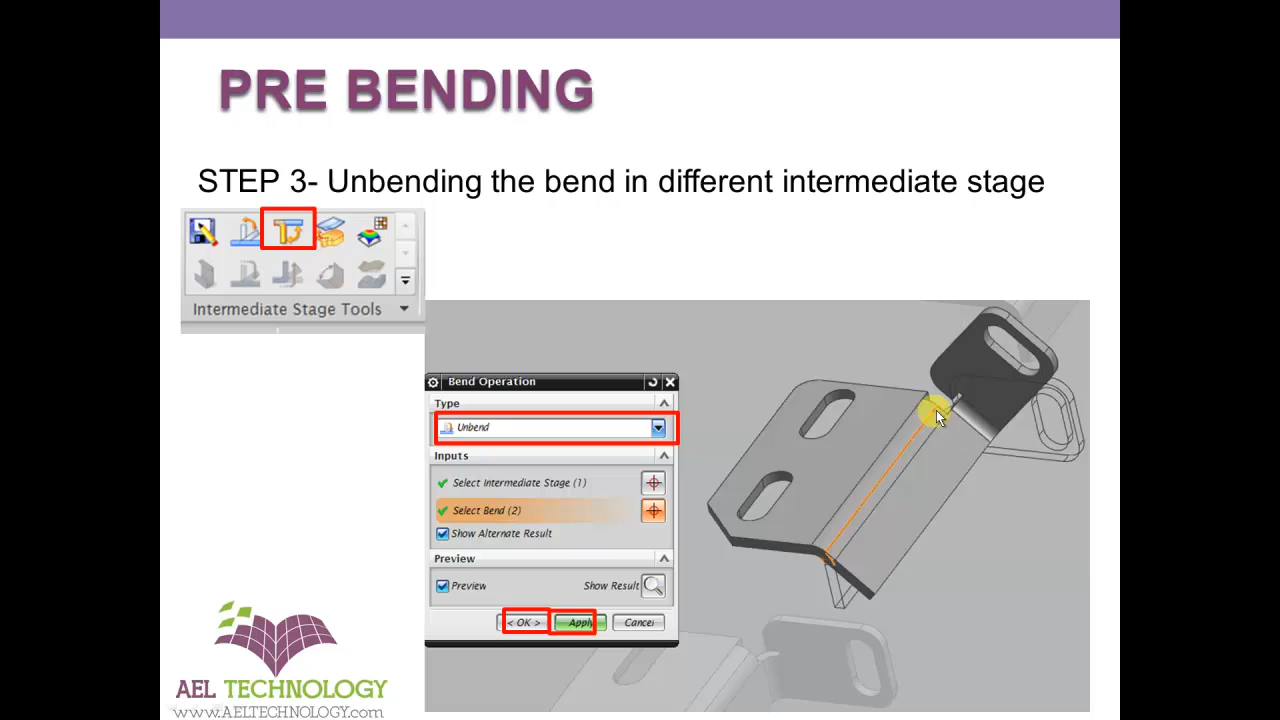 PRE BENDING
STEP 3- Unbending the bend in different intermediate stage
Intermediate Stage Tools
Bend Operation
Type
Unbend
Inputs
Select Intermediate Stage (1)
Select Bend (2)
Show Alternate Result
Preview
Preview Show Result
< OK > Apply Cancel
AEL TECHNOLOGY
www.AELTECHNOLOGY.com